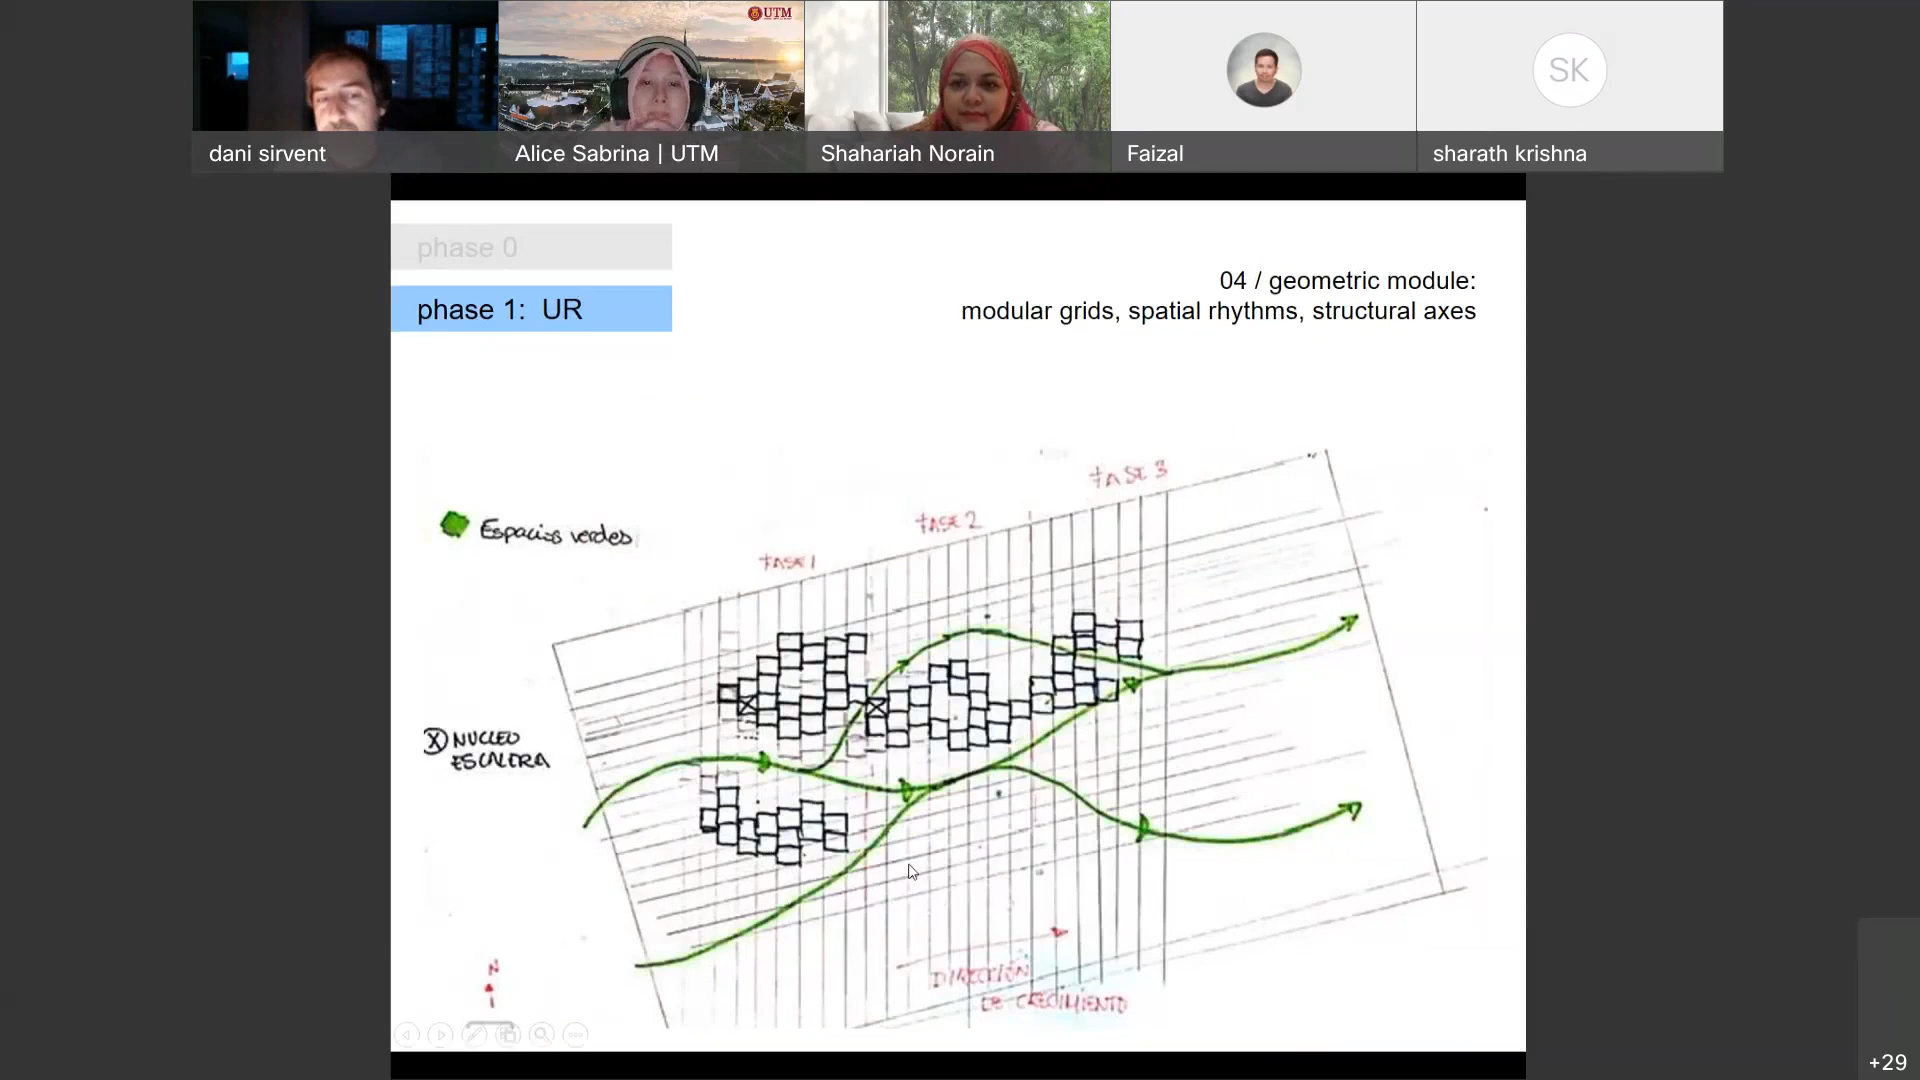 UTM
dani sirvent
Alice Sabrina | UTM
Shahariah Norain
Faizal
SK
sharath krishna
phase 0
phase 1: UR
04 / geometric module:
modular grids, spatial rhythms, structural axes
FASE 3
FASE 2
FASE 1
Espacios verdes
X NUCLEO
ESCALERA
N
DIRECCIÓN
DE CRECIMIENTO
+29